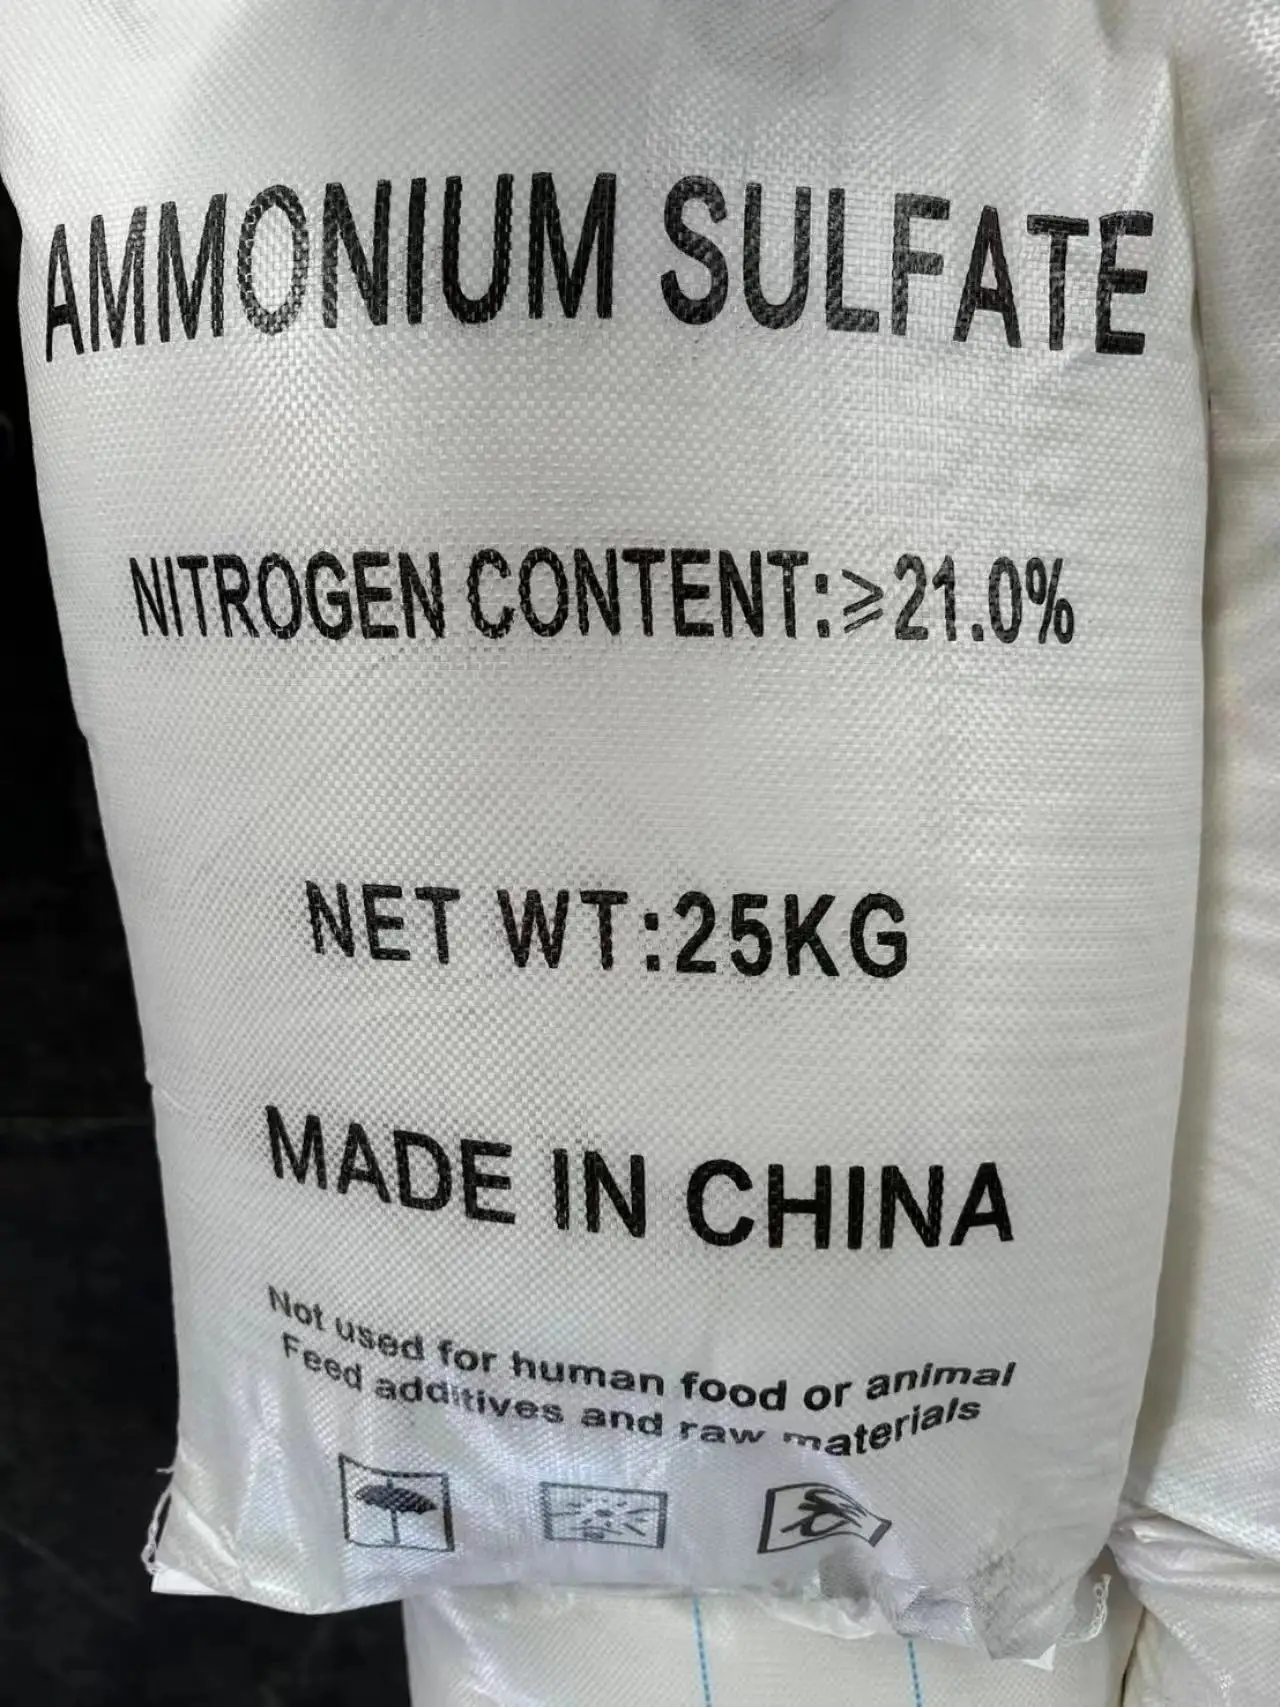 AMMONIUM SULFATE
NITROGEN CONTENT:⩾21.0%
NET WT:25KG
MADE IN CHINA
Not used for human food or animal
Feed additives and raw materials